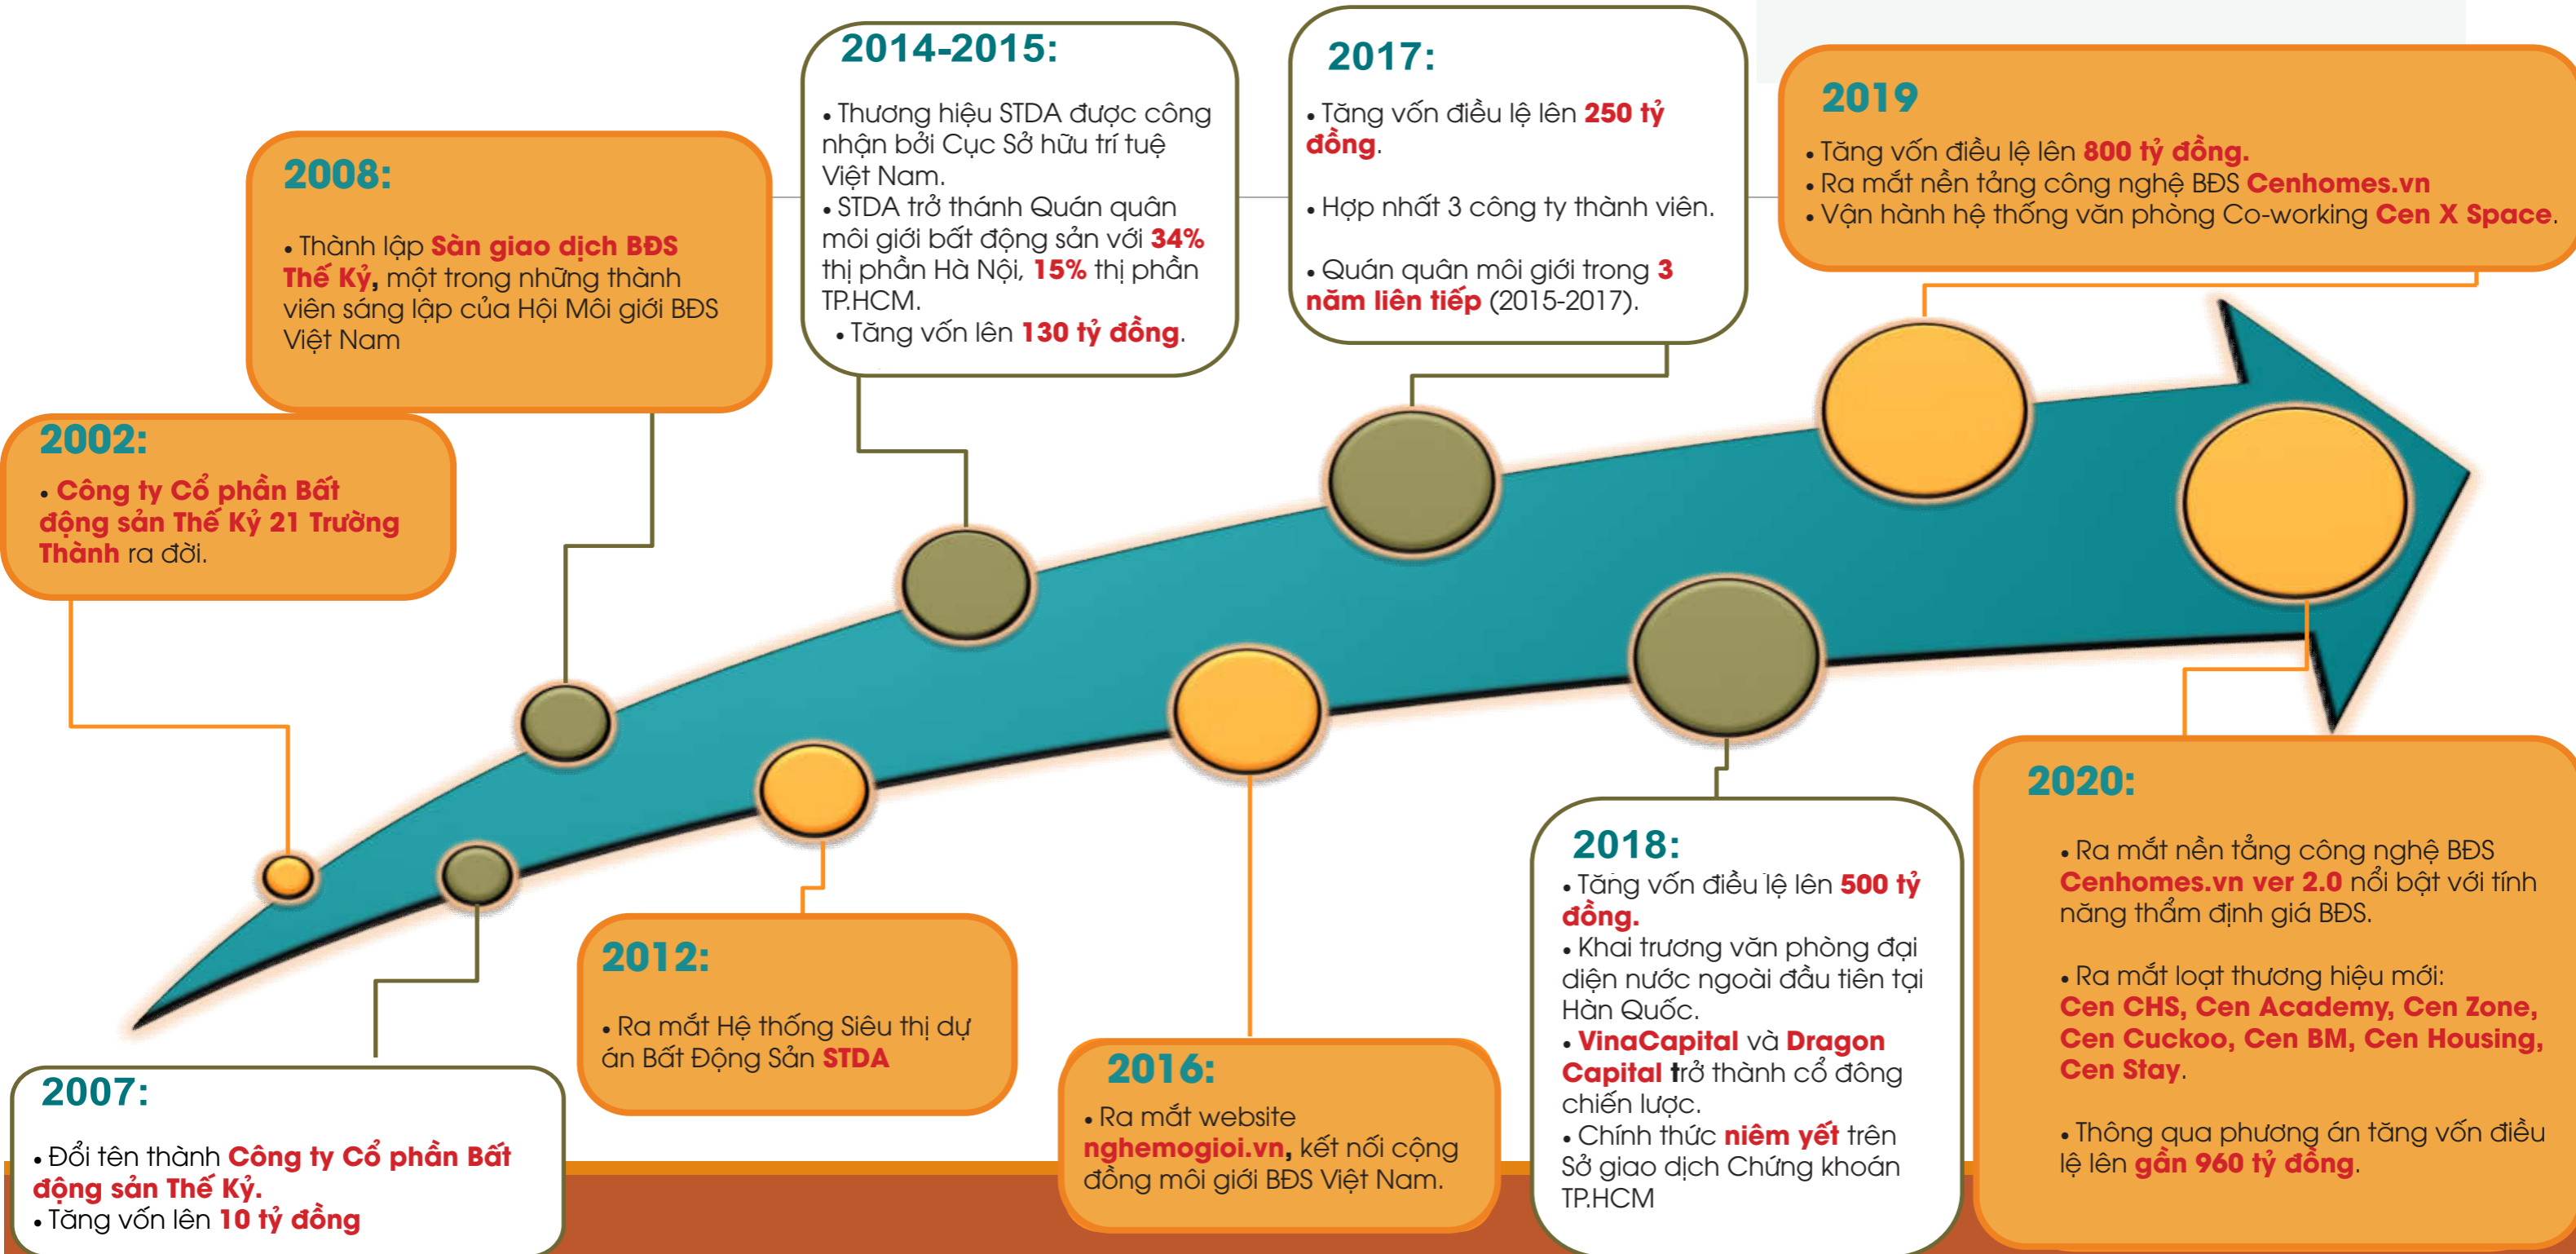 2002:
• Công ty Cổ phần Bất
động sản Thế Kỷ 21 Trường
Thành ra đời.
2007:
• Đổi tên thành Công ty Cổ phần Bất
động sản Thế Kỷ.
• Tăng vốn lên 10 tỷ đồng
2008:
• Thành lập Sàn giao dịch BĐS
Thế Kỷ, một trong những thành
viên sáng lập của Hội Môi giới BĐS
Việt Nam
2012:
• Ra mắt Hệ thống Siêu thị dự
án Bất Động Sản STDA
2014-2015:
• Thương hiệu STDA được công
nhận bởi Cục Sở hữu trí tuệ
Việt Nam.
• STDA trở thánh Quán quân
môi giới bất động sản với 34%
thị phần Hà Nội, 15% thị phần
TP.HCM.
• Tăng vốn lên 130 tỷ đồng.
2016:
• Ra mắt website
nghemogioi.vn, kết nối cộng
đồng môi giới BĐS Việt Nam.
2017:
• Tăng vốn điều lệ lên 250 tỷ
đồng.
• Hợp nhất 3 công ty thành viên.
• Quán quân môi giới trong 3
năm liên tiếp (2015-2017).
2018:
• Tăng vốn điều lệ lên 500 tỷ
đồng.
• Khai trương văn phòng đại
diện nước ngoài đầu tiên tại
Hàn Quốc.
• VinaCapital và Dragon
Capital trở thành cổ đông
chiến lược.
• Chính thức niêm yết trên
Sở giao dịch Chứng khoán
TP.HCM
2019
• Tăng vốn điều lệ lên 800 tỷ đồng.
• Ra mắt nền tảng công nghệ BĐS Cenhomes.vn
• Vận hành hệ thống văn phòng Co-working Cen X Space.
2020:
• Ra mắt nền tảng công nghệ BĐS
Cenhomes.vn ver 2.0 nổi bật với tính
năng thẩm định giá BĐS.
• Ra mắt loạt thương hiệu mới:
Cen CHS, Cen Academy, Cen Zone,
Cen Cuckoo, Cen BM, Cen Housing,
Cen Stay.
• Thông qua phương án tăng vốn điều
lệ lên gần 960 tỷ đồng.